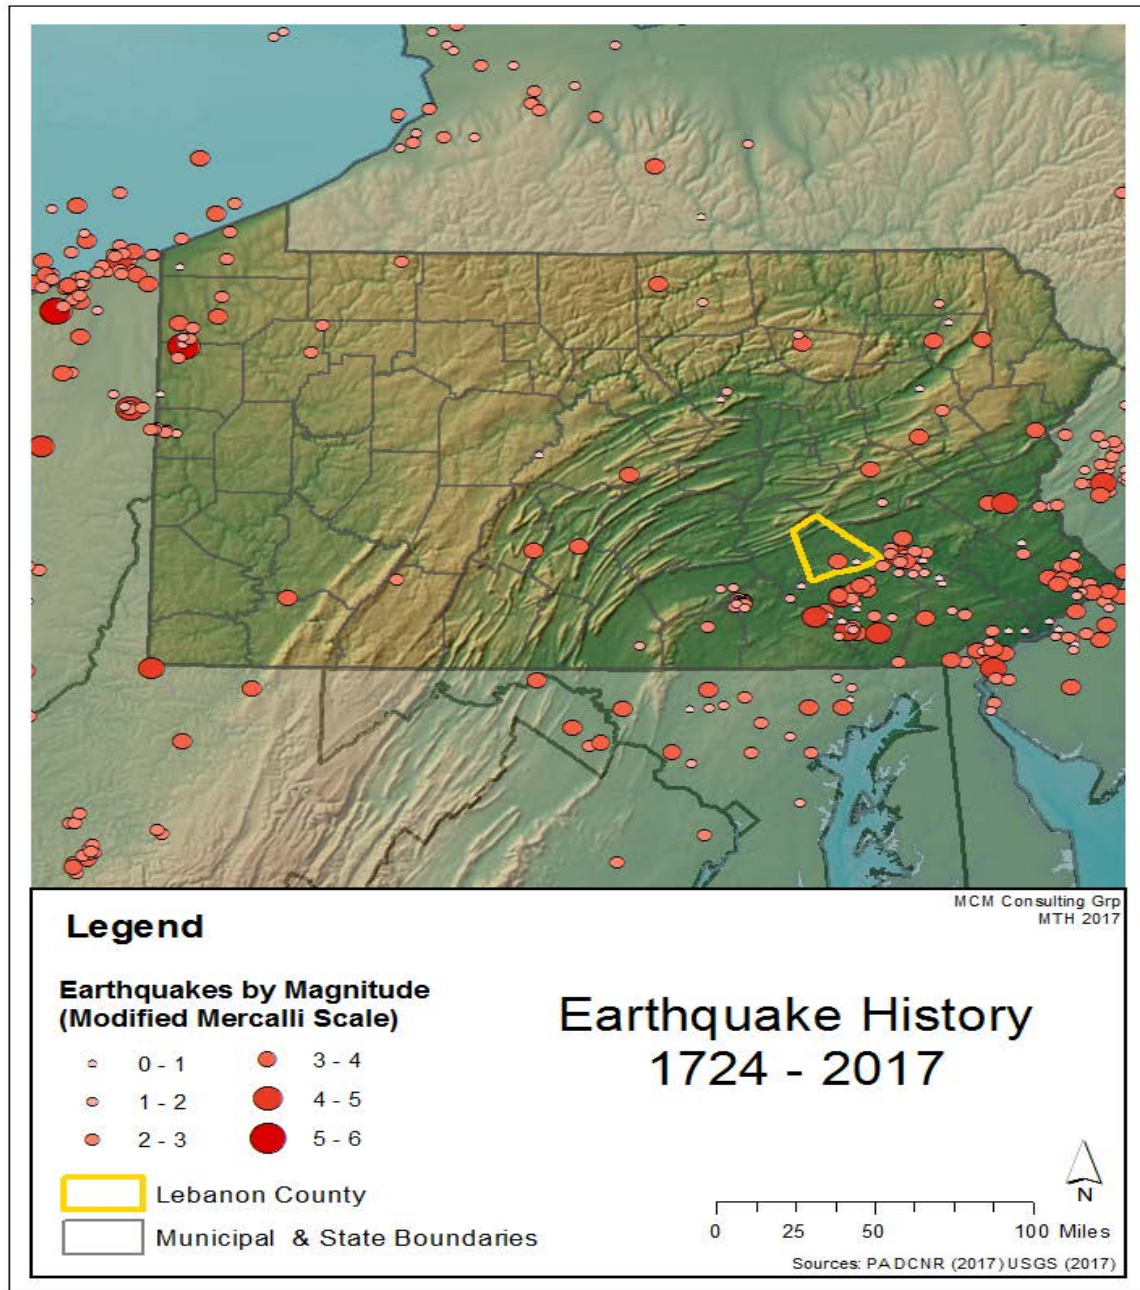 MCM Consulting Grp
MTH 2017
Legend
Earthquakes by Magnitude
(Modified Mercalli Scale)
0 - 1
1 - 2
2 - 3
3 - 4
4 - 5
5 - 6
Lebanon County
Municipal & State Boundaries
Earthquake History
1724 - 2017
N
0 25 50 100 Miles
Sources: PADCNR (2017) USGS (2017)